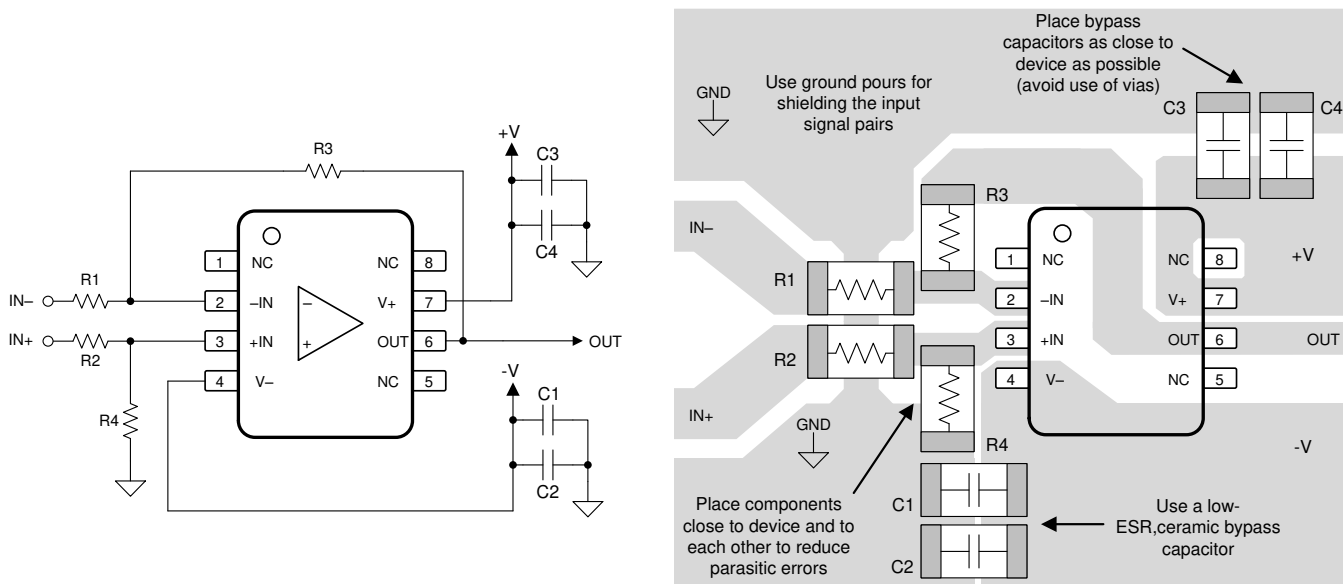 R3
+V
C3
C4
1
NC
NC
8
IN–
R1
2
–IN
V+
7
–
IN+
R2
3
+IN
+
OUT
6
OUT
4
V–
NC
5
R4
-V
C1
C2
Place bypass
capacitors as close to
device as possible
(avoid use of vias)
Use ground pours for
shielding the input
signal pairs
GND
C3
C4
R3
IN–
R1
1
NC
NC
8
+V
2
–IN
V+
7
R2
3
+IN
OUT
6
OUT
4
V–
NC
5
IN+
GND
R4
-V
Place components
close to device and to
each other to reduce
parasitic errors
C1
C2
Use a low-
ESR,ceramic bypass
capacitor